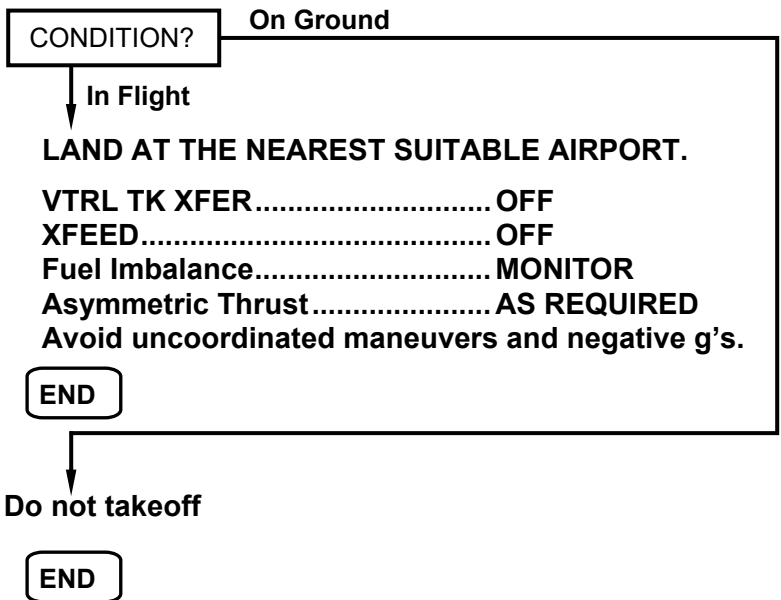 On Ground
CONDITION?
In Flight
LAND AT THE NEAREST SUITABLE AIRPORT.
VTRL TK XFER.............................OFF
XFEED...........................................OFF
Fuel Imbalance.............................MONITOR
Asymmetric Thrust......................AS REQUIRED
Avoid uncoordinated maneuvers and negative g’s.
END
Do not takeoff
END